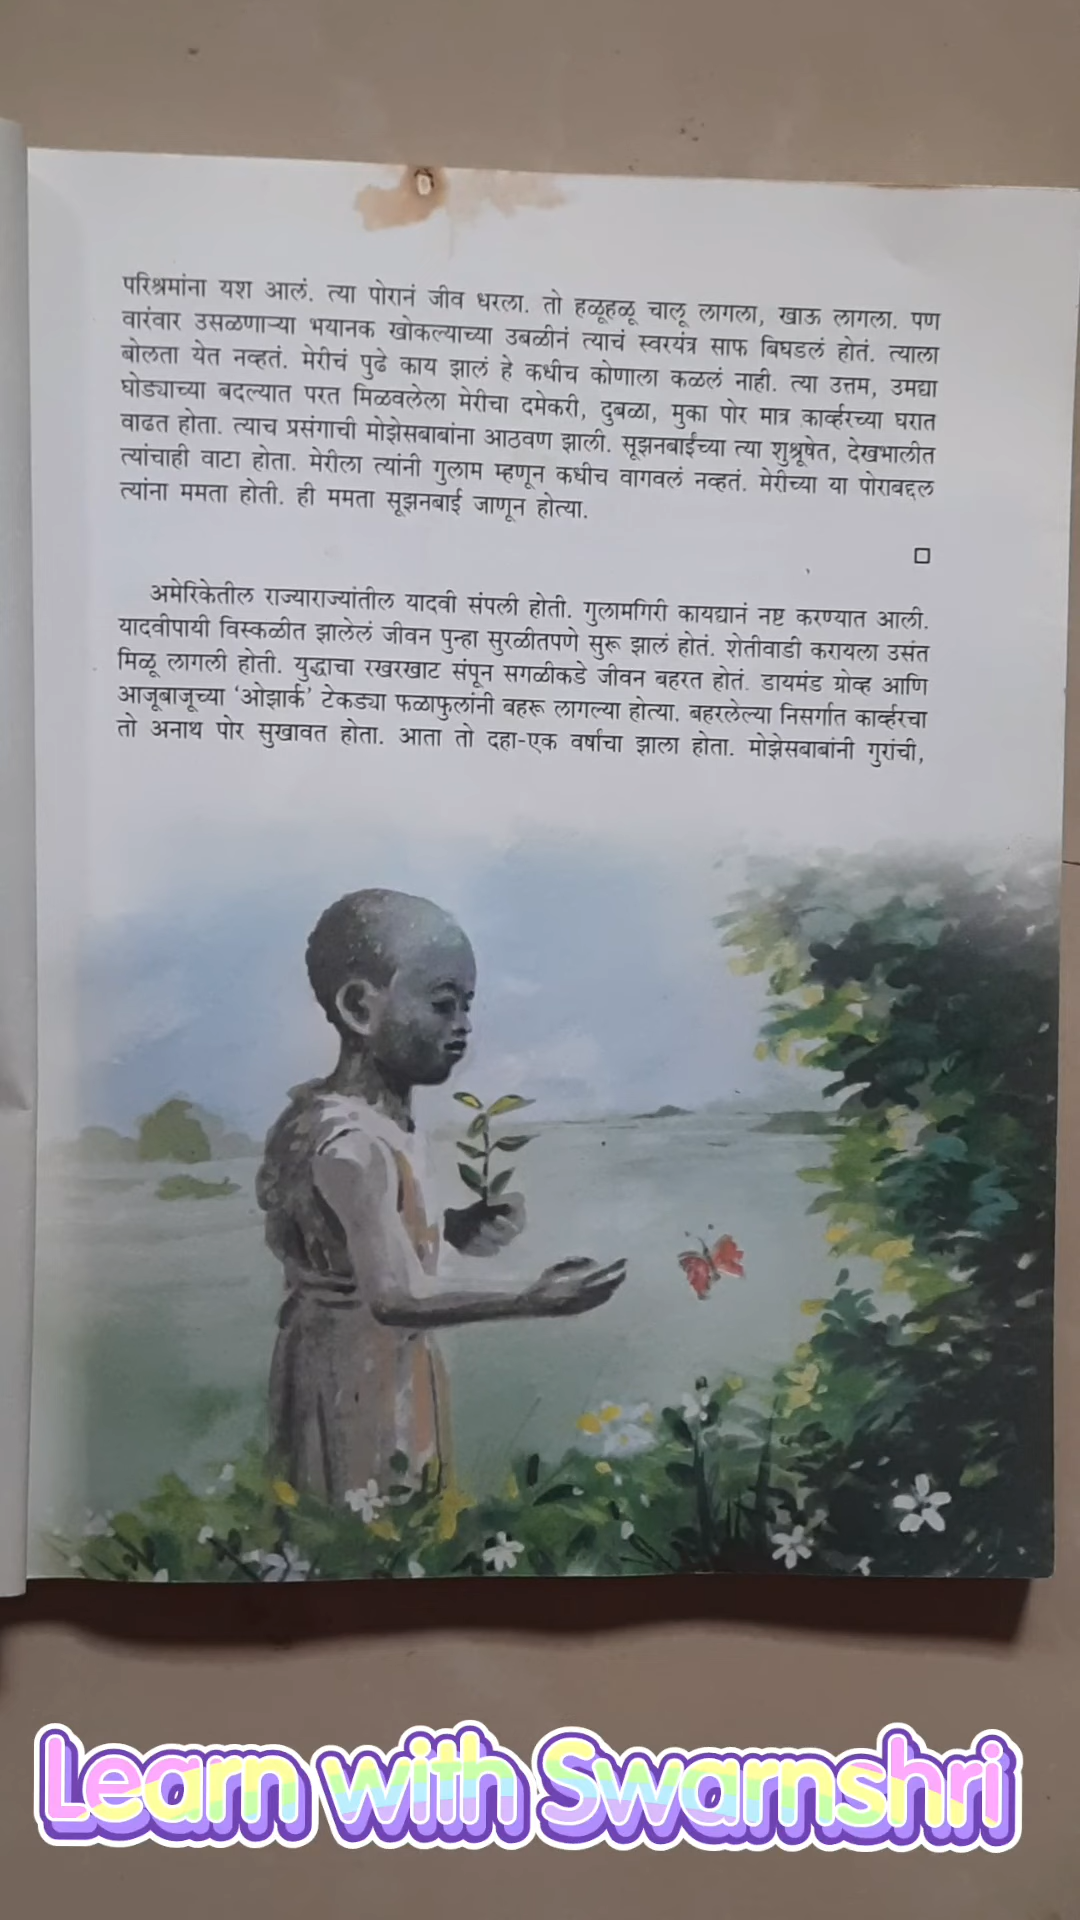 परिश्रमांना यश आलं. त्या पोरानं जीव धरला. तो हळूहळू चालू लागला, खाऊ लागला. पण
वारंवार उसळणाऱ्या भयानक खोकल्याच्या उबळीनं त्याचं स्वरयंत्र साफ बिघडलं होतं. त्याला
बोलता येत नव्हतं. मेरीचं पुढे काय झालं हे कधीच कोणाला कळलं नाही. त्या उत्तम, उमद्या
घोड्याच्या बदल्यात परत मिळवलेला मेरीचा दमेकरी, दुबळा, मुका पोर मात्र कार्व्हरच्या घरात
वाढत होता. त्याच प्रसंगाची मोझेसबाबांना आठवण झाली. सूझनबाईंच्या त्या शुश्रूषेत, देखभालीत
त्यांचाही वाटा होता. मेरीला त्यांनी गुलाम म्हणून कधीच वागवलं नव्हतं. मेरीच्या या पोराबद्दल
त्यांना ममता होती. ही ममता सूझनबाई जाणून होत्या.
अमेरिकेतील राज्याराज्यांतील यादवी संपली होती. गुलामगिरी कायद्यानं नष्ट करण्यात आली.
यादवीपायी विस्कळीत झालेलं जीवन पुन्हा सुरळीतपणे सुरू झालं होतं. शेतीवाडी करायला उसंत
मिळू लागली होती. युद्धाचा रखरखाट संपून सगळीकडे जीवन बहरत होतं. डायमंड ग्रोव्ह आणि
आजूबाजूच्या ‘ओझार्क’ टेकड्या फळाफुलांनी बहरू लागल्या होत्या. बहरलेल्या निसर्गात कार्व्हरचा
तो अनाथ पोर सुखावत होता. आता तो दहा-एक वर्षांचा झाला होता. मोझेसबाबांनी गुरांची,
Learn with Swarnshri